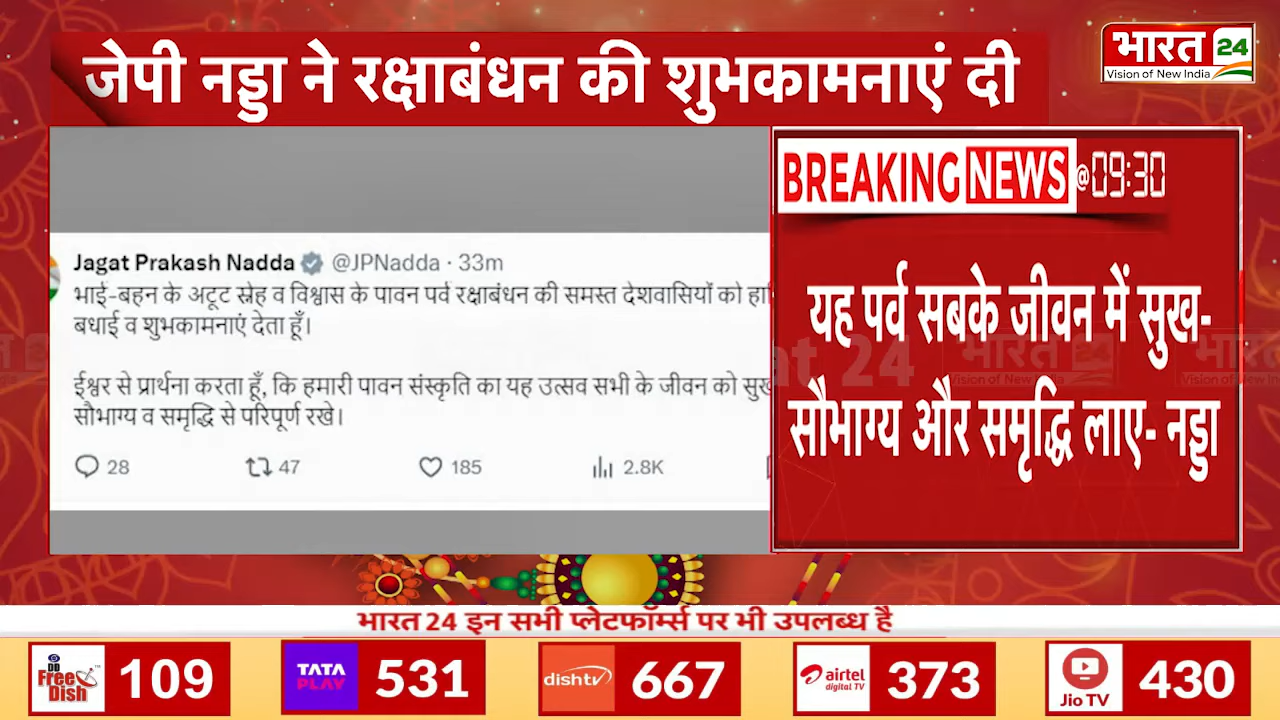 जेपी नड्डा ने रक्षाबंधन की शुभकामनाएं दी
भारत 24
Vision of New India
BREAKING NEWS @09:30
यह पर्व सबके जीवन में सुख-
सौभाग्य और समृद्धि लाए- नड्डा
Jagat Prakash Nadda @JPNadda · 33m
भाई-बहन के अटूट स्नेह व विश्वास के पावन पर्व रक्षाबंधन की समस्त देशवासियों को
बधाई व शुभकामनाएं देता हूँ।
ईश्वर से प्रार्थना करता हूँ, कि हमारी पावन संस्कृति का यह उत्सव सभी के जीवन को
सौभाग्य व समृद्धि से परिपूर्ण रखे।
28 47 185 2.8K
भारत 24 इन सभी प्लेटफॉर्म्स पर भी उपलब्ध है
DD Free Dish 109
TATA PLAY 531
dishtv 667
airtel digital TV 373
Jio TV 430